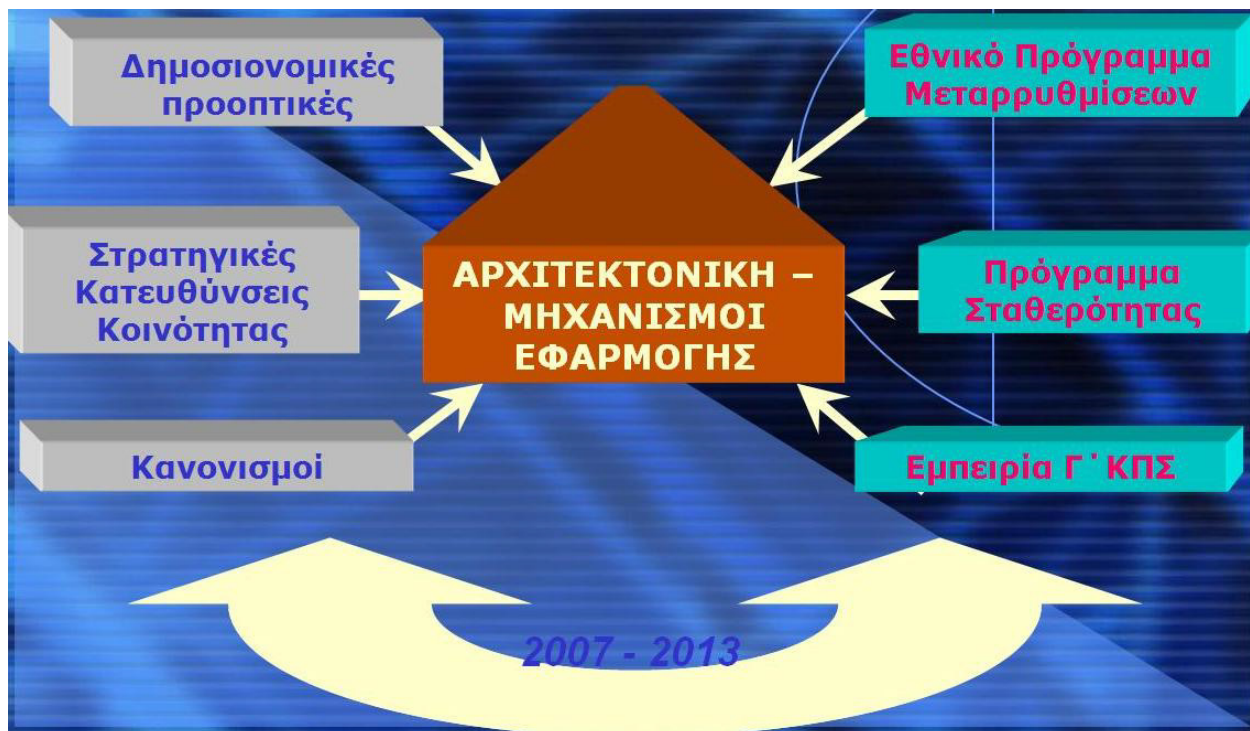 Δημοσιονομικές
προοπτικές
Στρατηγικές
Κατευθύνσεις
Κοινότητας
Κανονισμοί
ΑΡΧΙΤΕΚΤΟΝΙΚΗ –
ΜΗΧΑΝΙΣΜΟΙ
ΕΦΑΡΜΟΓΗΣ
Εθνικό Πρόγραμμα
Μεταρρυθμίσεων
Πρόγραμμα
Σταθερότητας
Εμπειρία Γ΄ ΚΠΣ
2007 - 2013